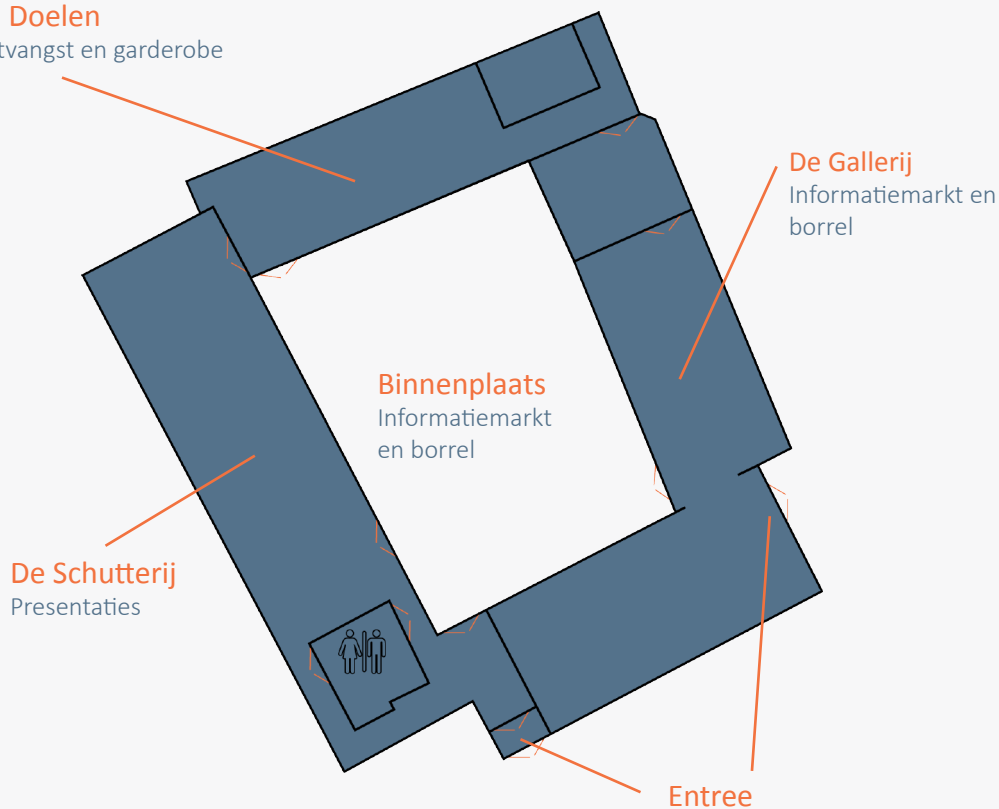 Doelen
tvangst en garderobe
De Gallerij
Informatiemarkt en
borrel
Binnenplaats
Informatiemarkt
en borrel
De Schutterij
Presentaties
Entree